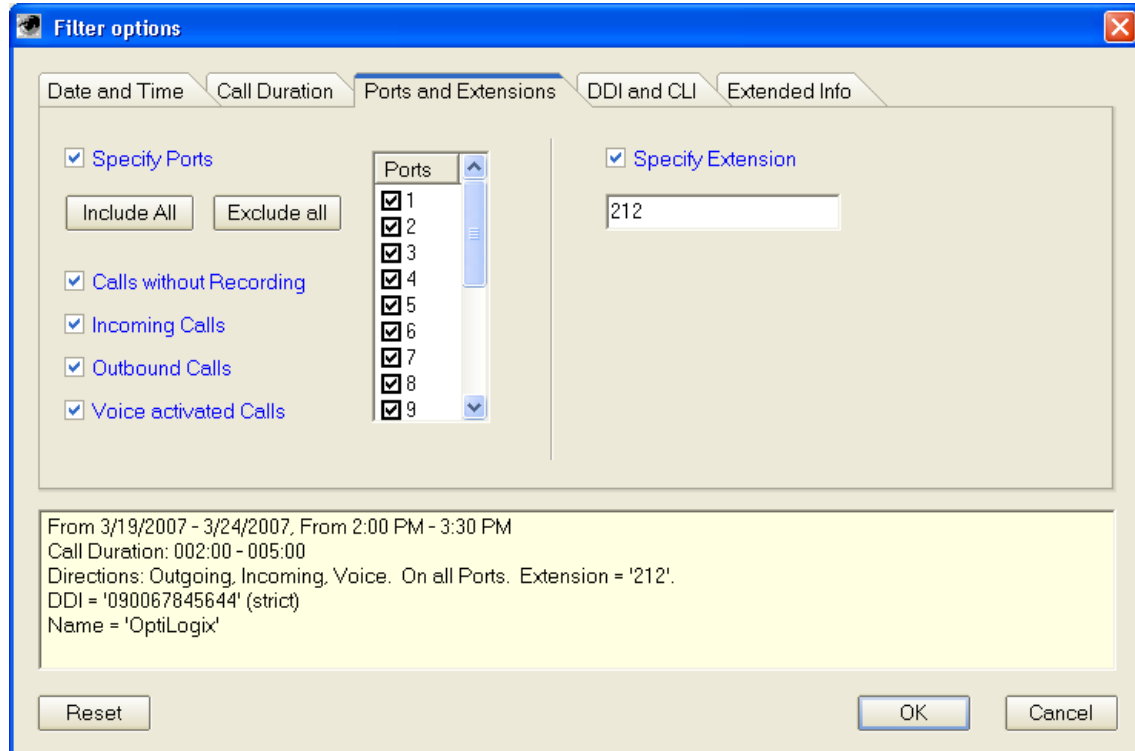 Filter options
Date and Time Call Duration Ports and Extensions DDI and CLI Extended Info
Specify Ports
Include All Exclude all
Calls without Recording
Incoming Calls
Outbound Calls
Voice activated Calls
Ports
1
2
3
4
5
6
7
8
9
Specify Extension
212
From 3/19/2007 - 3/24/2007, From 2:00 PM - 3:30 PM
Call Duration: 002:00 - 005:00
Directions: Outgoing, Incoming, Voice.  On all Ports.  Extension = '212'.
DDI = '090067845644' (strict)
Name = 'OptiLogix'
Reset OK Cancel